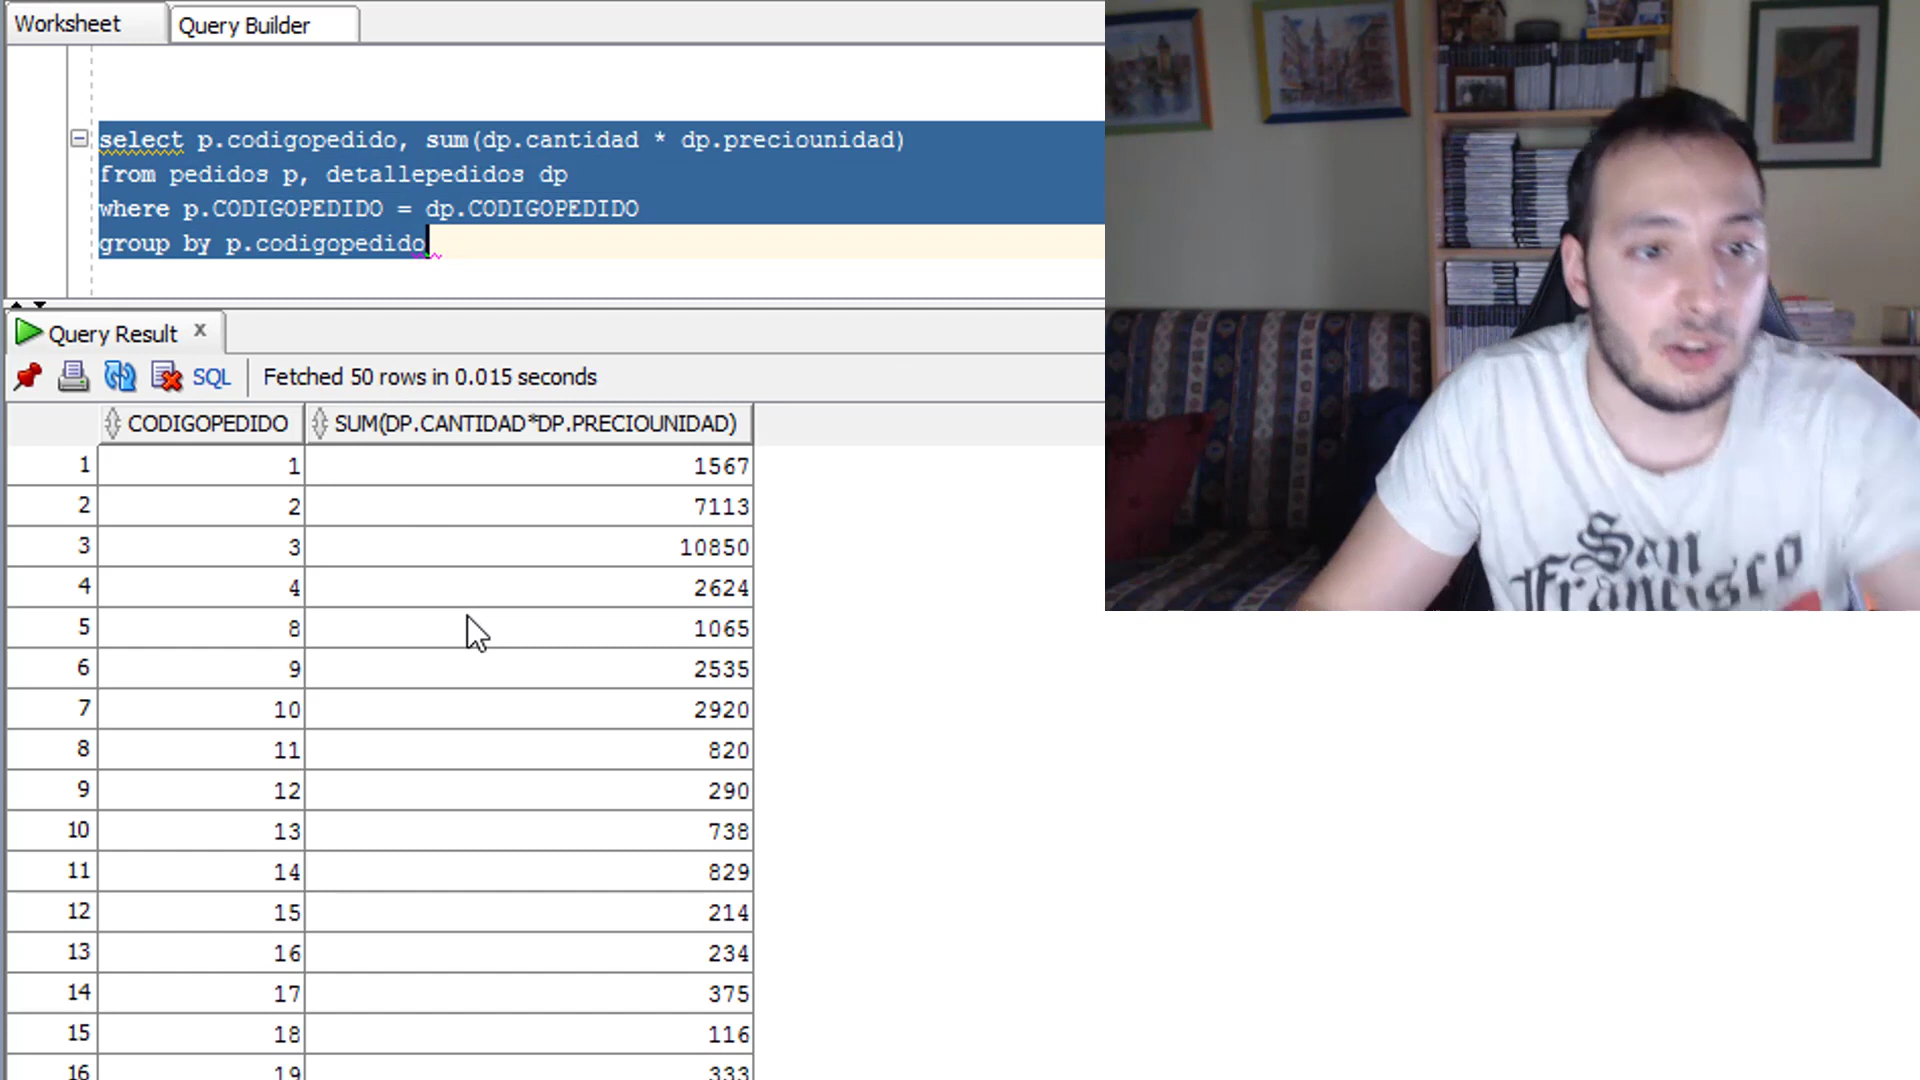 Worksheet
Query Builder
select p.codigopedido, sum(dp.cantidad * dp.preciounidad)
from pedidos p, detallepedidos dp
where p.CODIGOPEDIDO = dp.CODIGOPEDIDO
group by p.codigopedido
Query Result x
SQL
Fetched 50 rows in 0.015 seconds
CODIGOPEDIDO SUM(DP.CANTIDAD*DP.PRECIOUNIDAD)
1 1 1567
2 2 7113
3 3 10850
4 4 2624
5 8 1065
6 9 2535
7 10 2920
8 11 820
9 12 290
10 13 738
11 14 829
12 15 214
13 16 234
14 17 375
15 18 116
16 19 333
San
Francisco